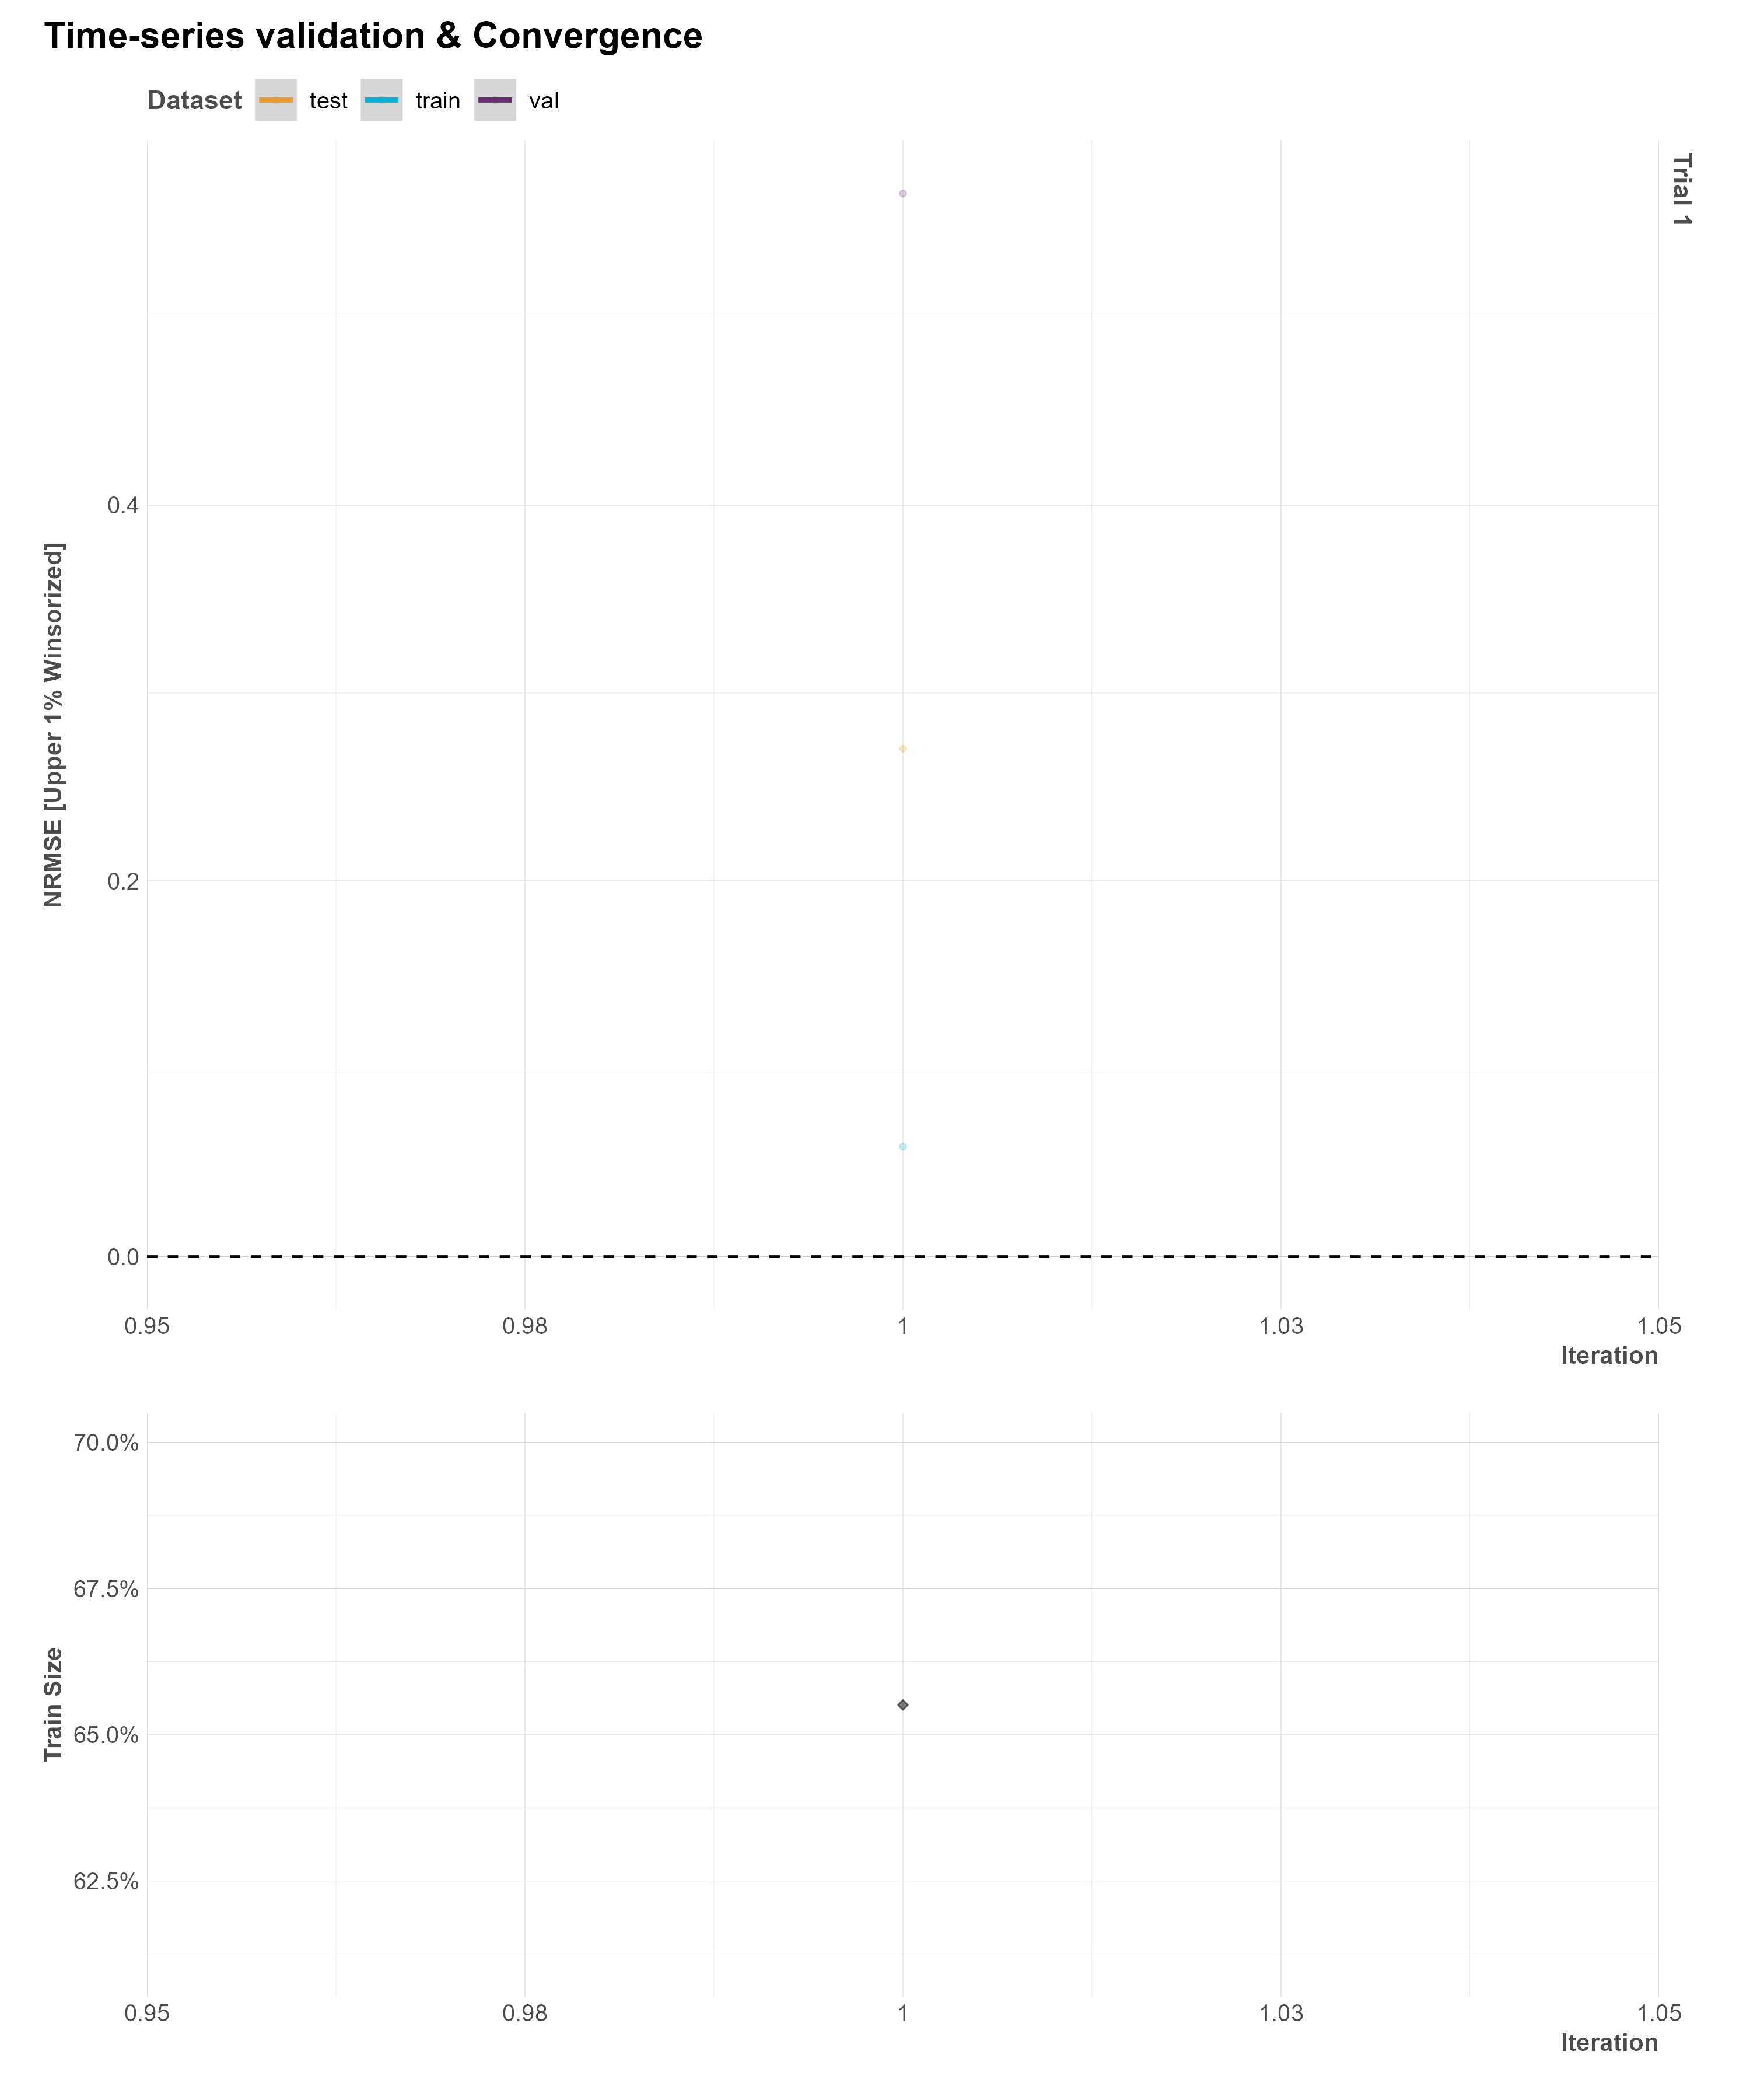 Time-series validation & Convergence
Dataset test train val
Trial 1
NRMSE [Upper 1% Winsorized]
0.4
0.2
0.0
0.95 0.98 1 1.03 1.05
Iteration
Train Size
70.0%
67.5%
65.0%
62.5%
0.95 0.98 1 1.03 1.05
Iteration